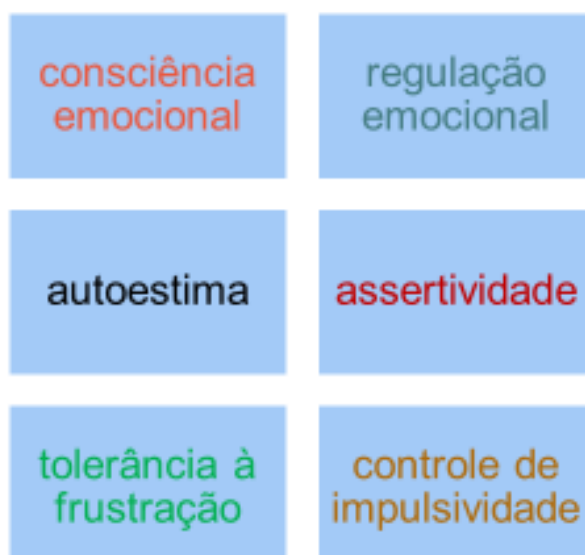 consciência
emocional
regulação
emocional
autoestima
assertividade
tolerância à
frustração
controle de
impulsividade